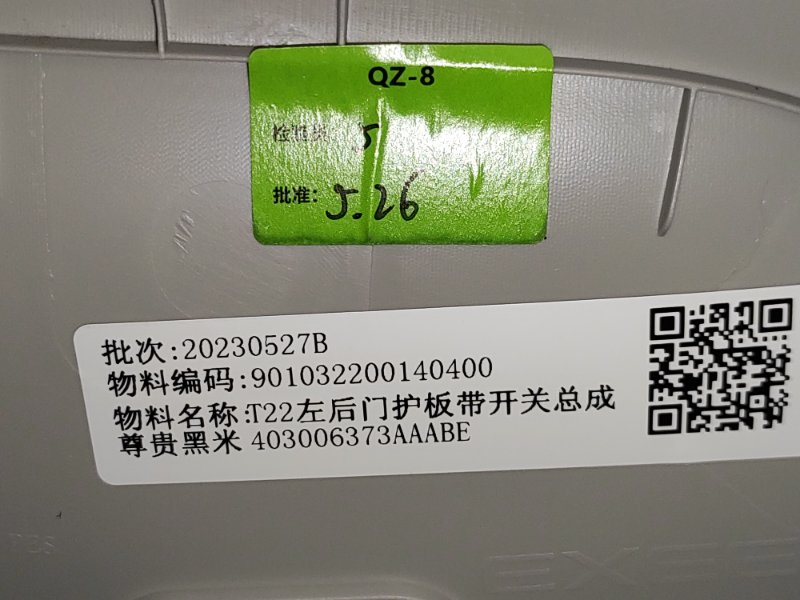 QZ-8
检验员: 5
批准: 5.26
批次:20230527B
物料编码:901032200140400
物料名称:T22左后门护板带开关总成
尊贵黑米 403006373AAABE